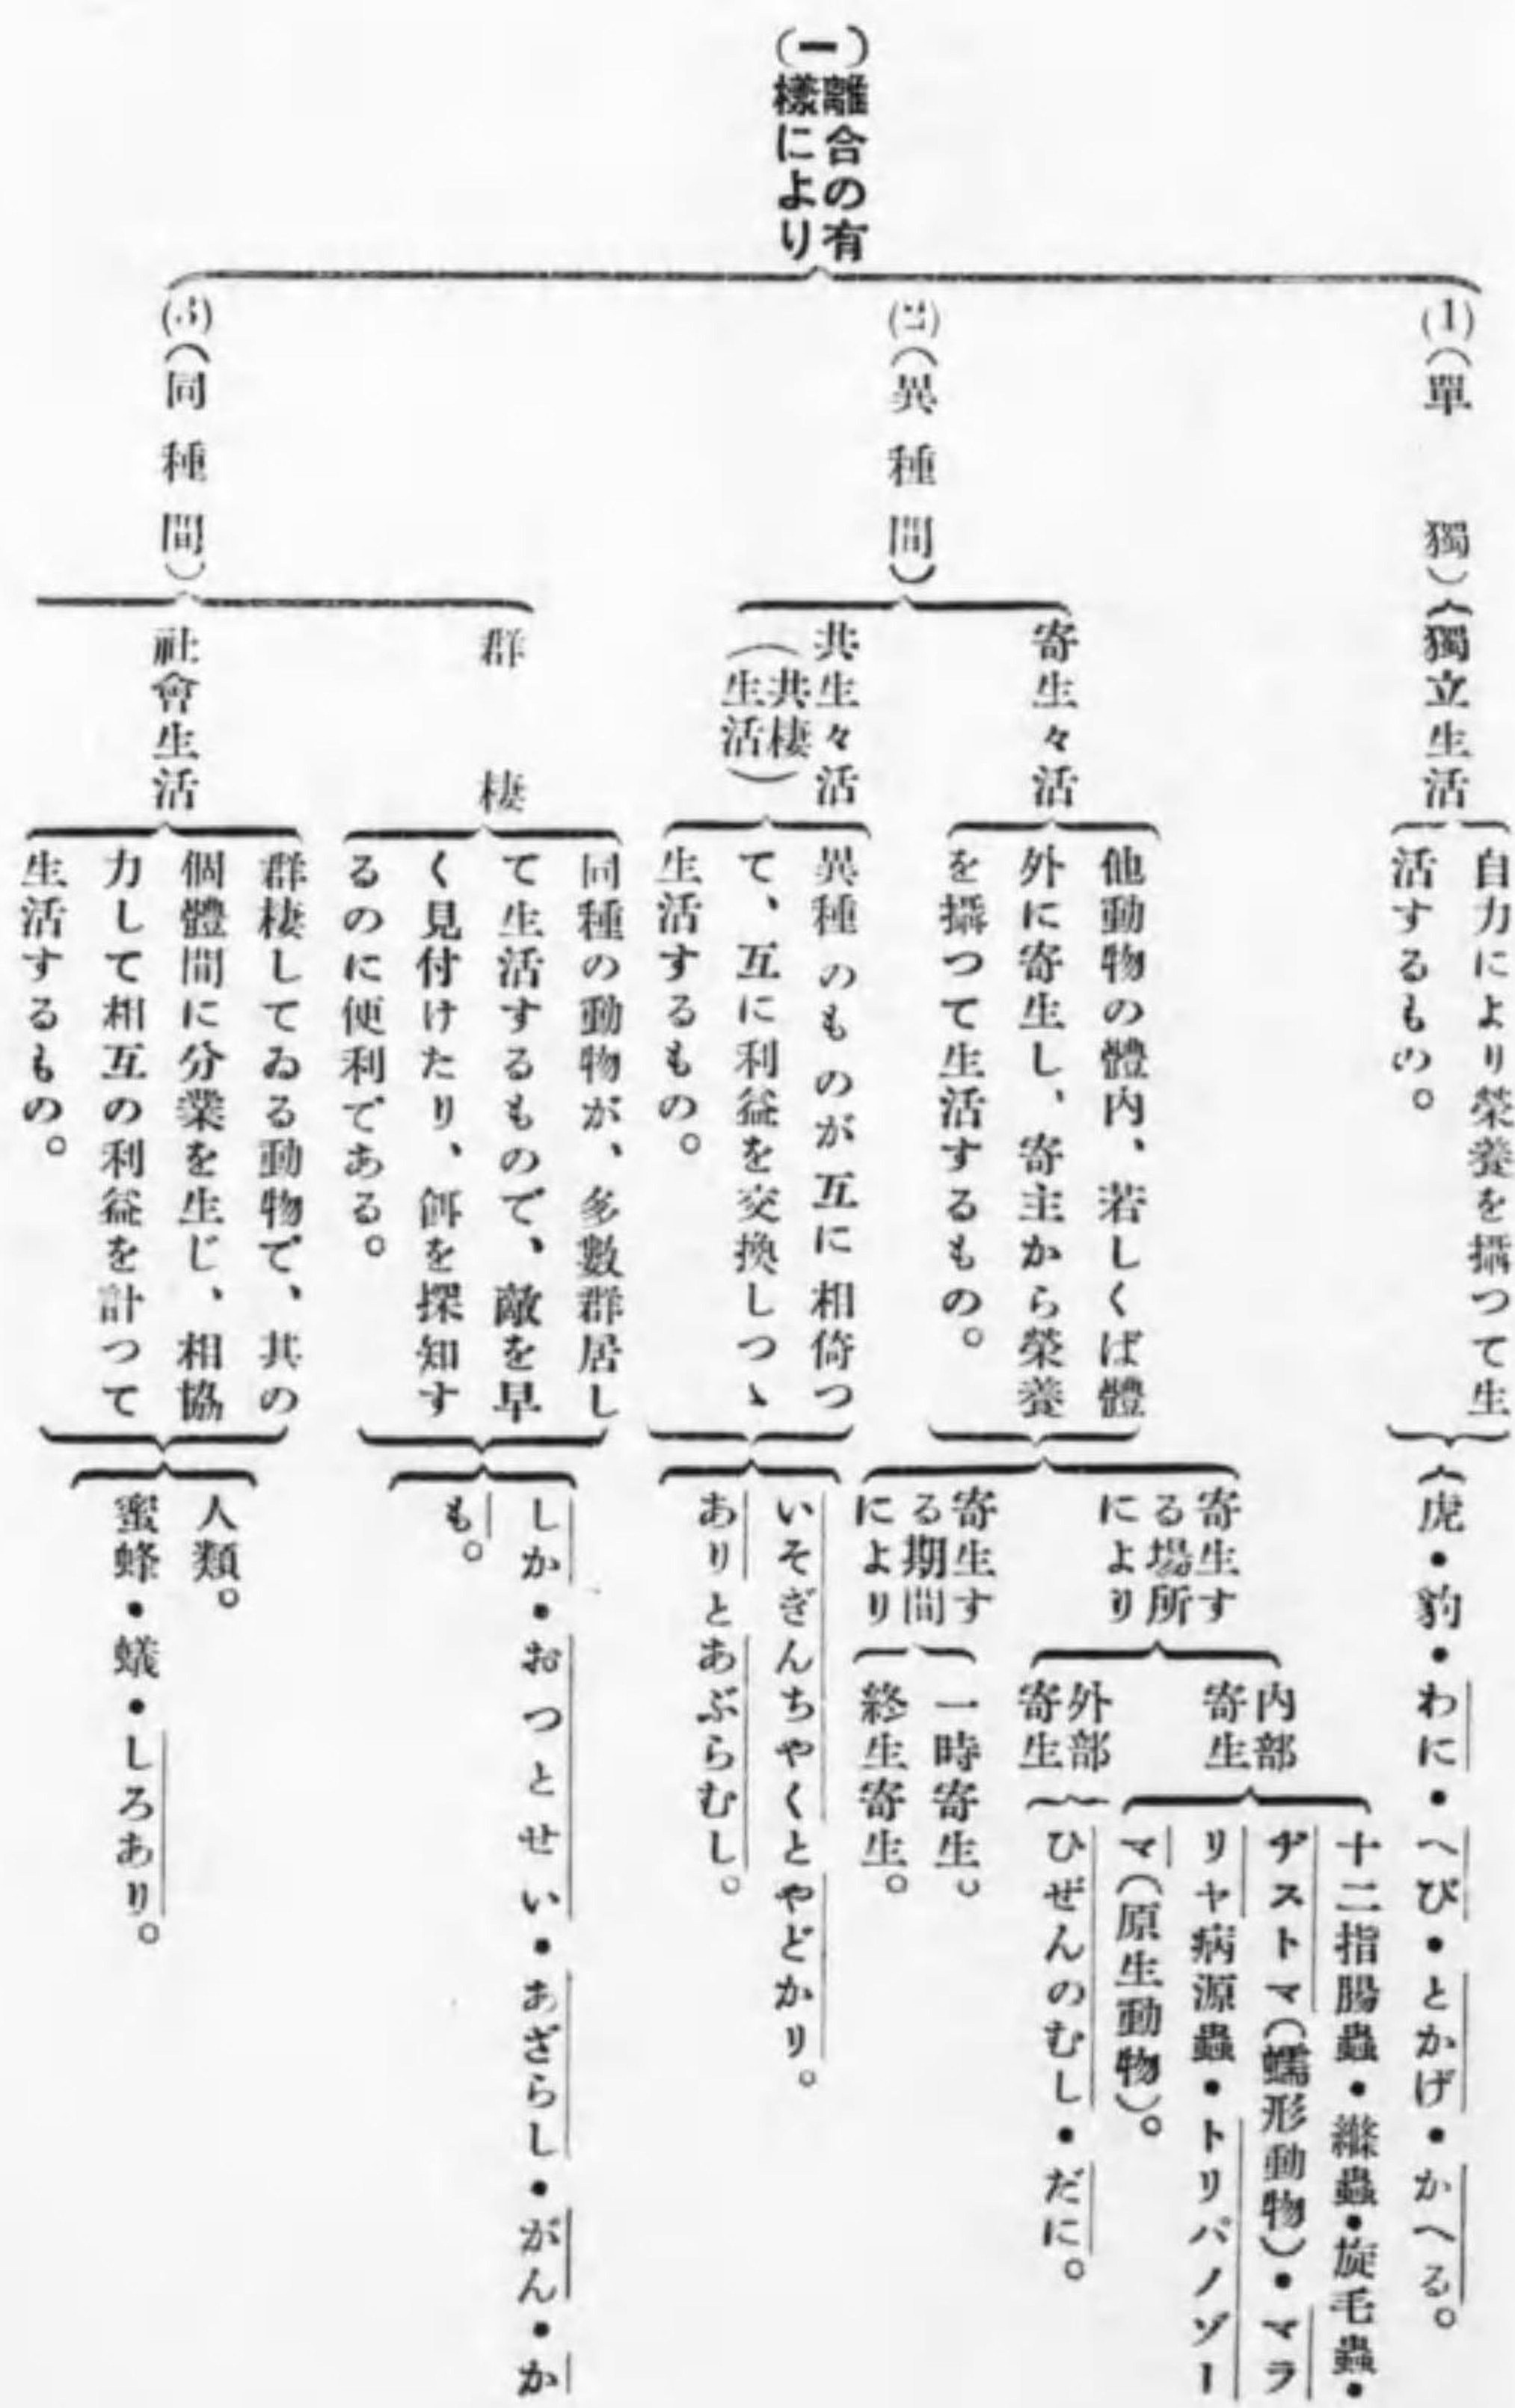 (一)離合の有
様により
(1)(單獨)
獨立生活
自力により榮養を攝つて生
活するもの。
虎・豹・わに・へび・とかげ・かへる。
(2)(異種間)
寄生々活
他動物の體内、若しくば體
外に寄生し、寄主から榮養
を攝つて生活するもの。
寄生す
る場所
により
内部
寄生
十二指腸蟲・縧蟲・旋毛蟲・
ヂストマ(蠕形動物)・マラ
リヤ病源蟲・トリパノゾー
マ(原生動物)。
外部
寄生
ひぜんのむし・だに。
寄生す
る期間
により
一時寄生。
終生寄生。
共生々活
(共棲
生活)
異種のものが互に相倚つ
て、互に利益を交換しつゝ
生活するもの。
いそぎんちやくとやどかり。
ありとあぶらむし。
(3)(同種間)
群棲
同種の動物が、多數群居し
て生活するもので、敵を早
く見付けたり、餌を探知す
るのに便利である。
しか・おつとせい・あざらし・がん・か
も。
社會生活
群棲してゐる動物で、其の
個體間に分業を生じ、相協
力して相互の利益を計つて
生活するもの。
人類。
蜜蜂・蟻・しろあり。